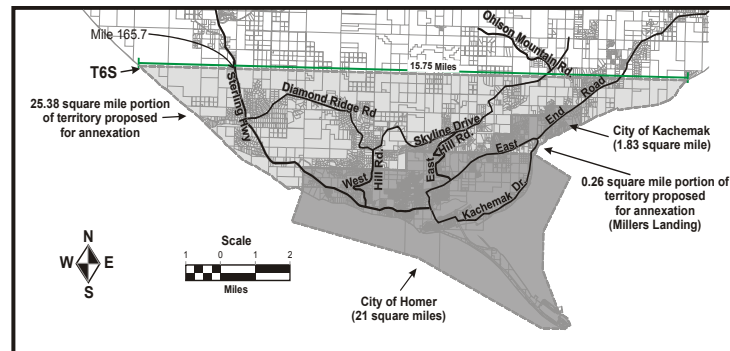 Ohlson Mountain Rd.
Mile 165.7
15.75 Miles
T6S
Sterling Hwy
Diamond Ridge Rd
25.38 square mile portion
of territory proposed
for annexation
Skyline Drive
East End Road
City of Kachemak
(1.83 square mile)
West Hill Rd.
East Hill Rd.
0.26 square mile portion of
territory proposed
for annexation
(Millers Landing)
Kachemak Dr.
N
W E
S
Scale
1 0 1 2
Miles
City of Homer
(21 square miles)